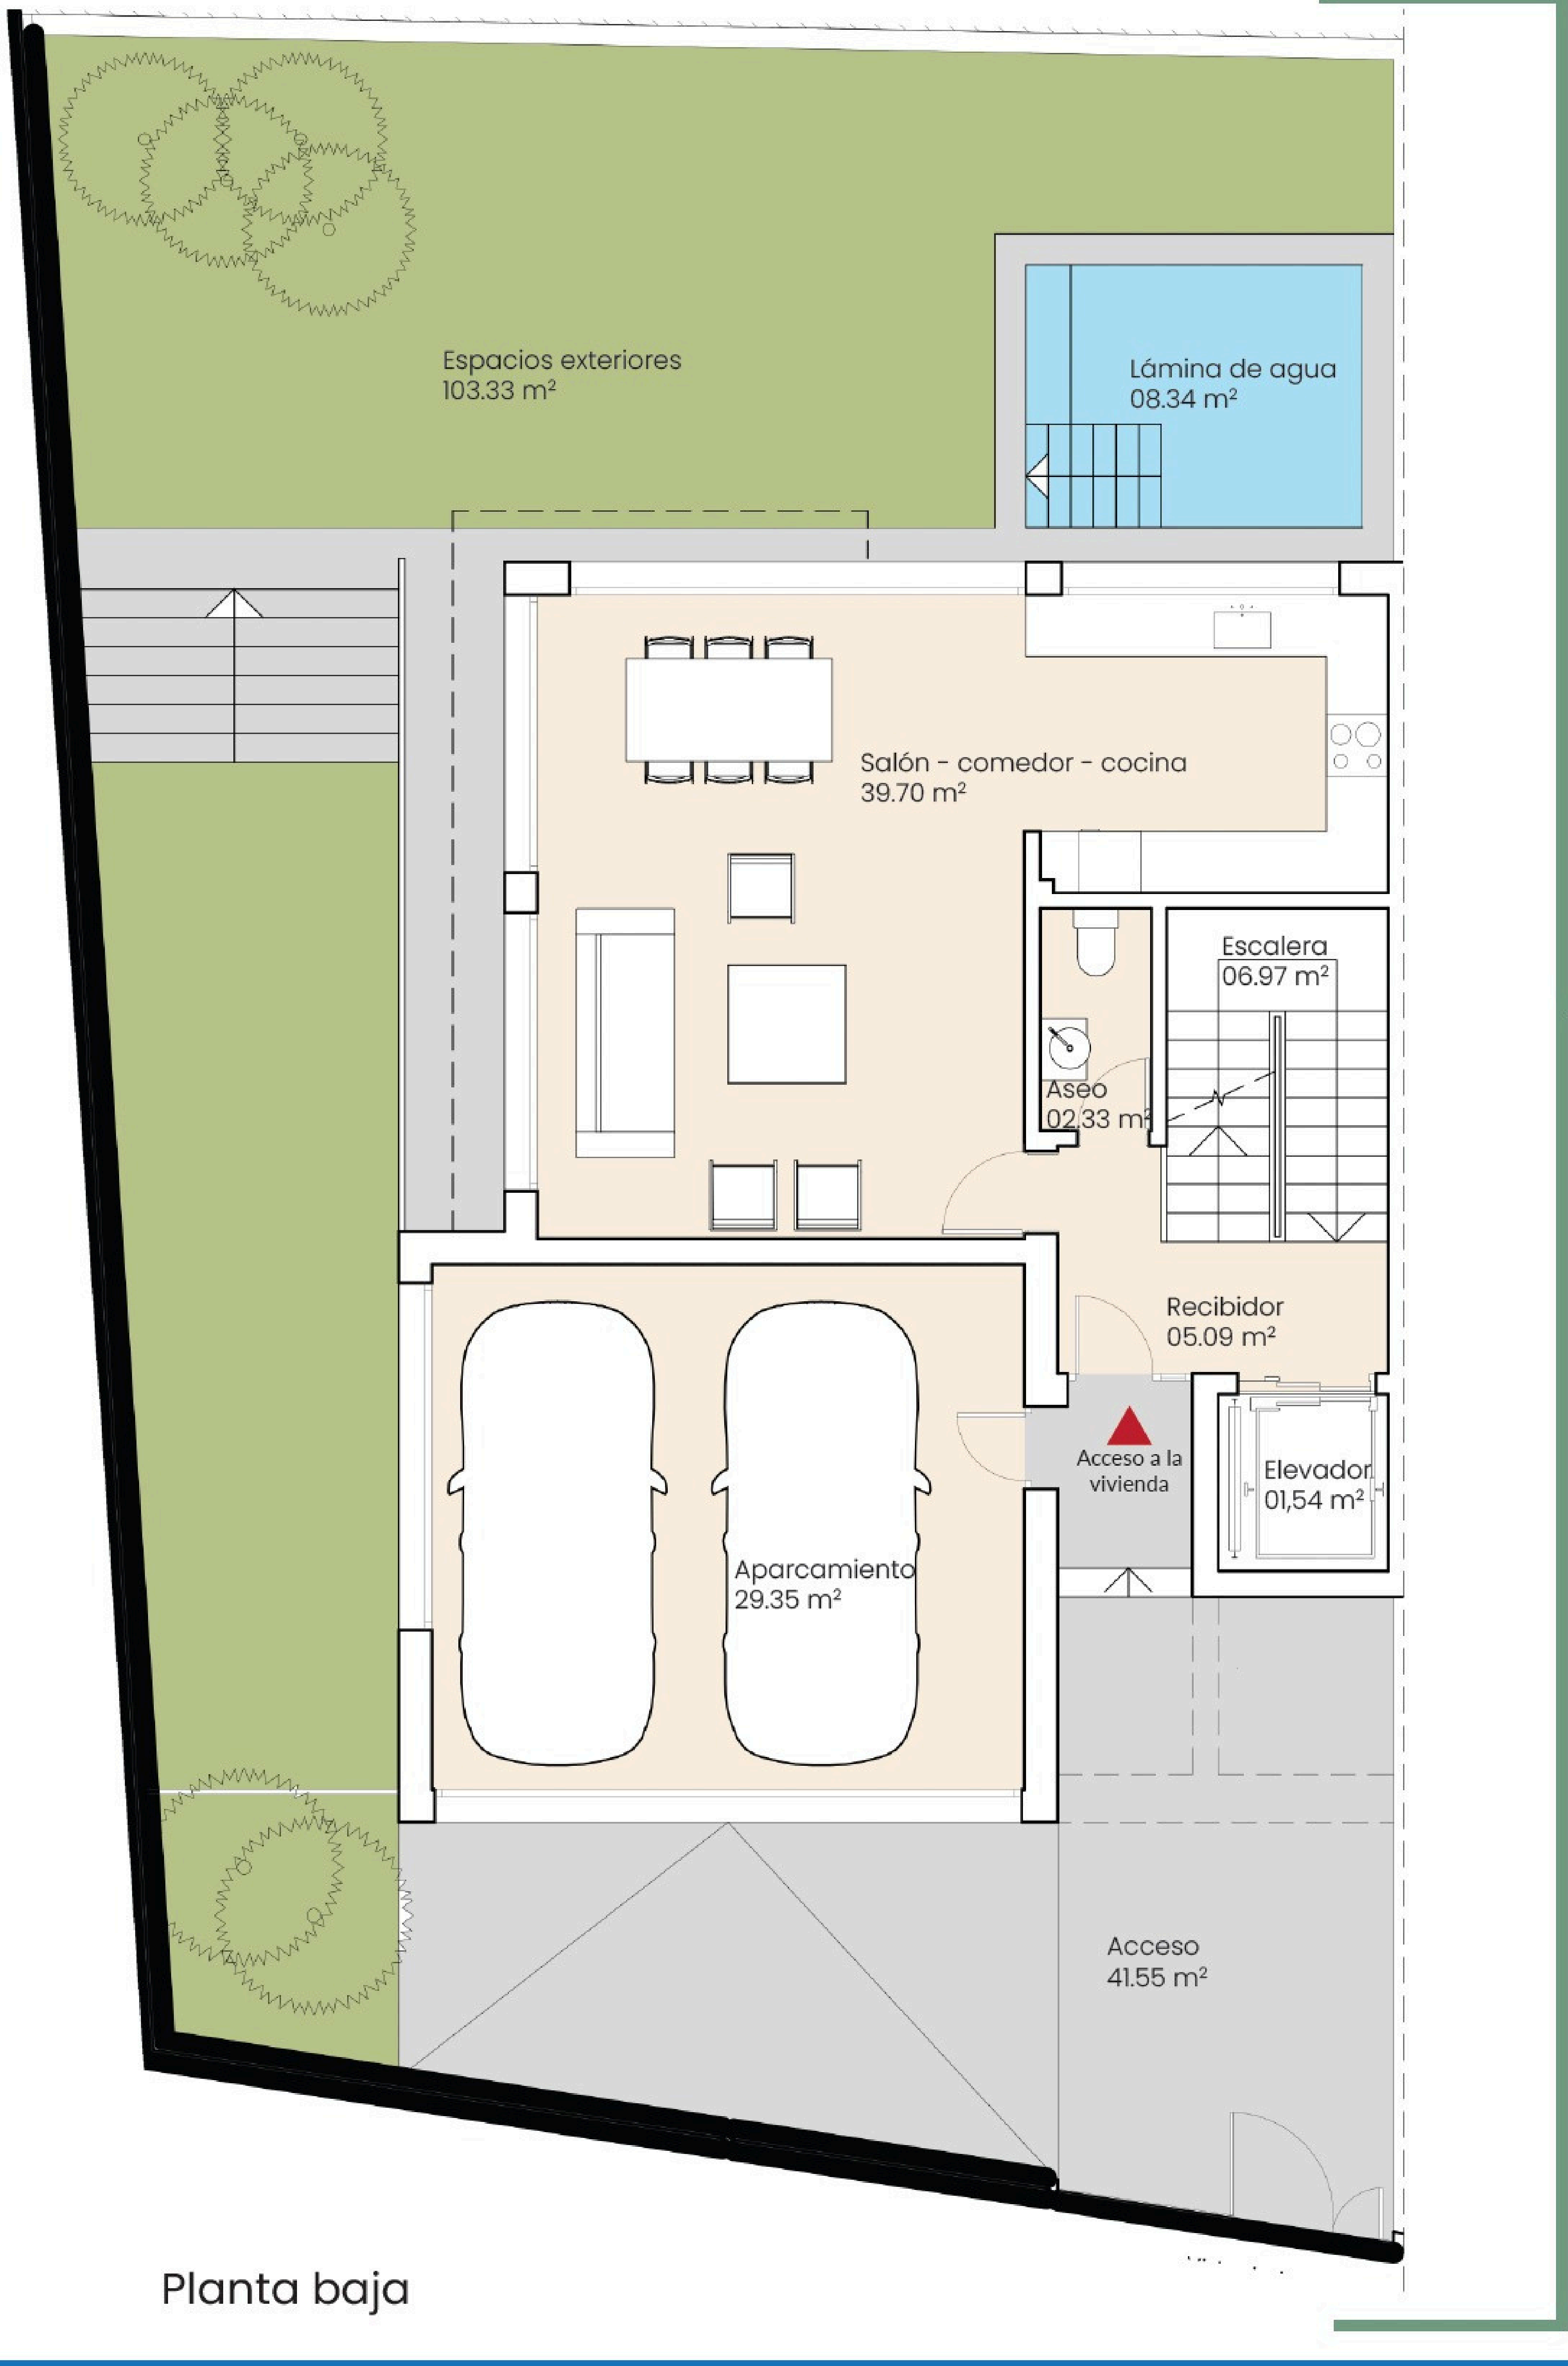 Espacios exteriores
103.33 m²
Lámina de agua
08.34 m²
Salón - comedor - cocina
39.70 m²
Escalera
06.97 m²
Aseo
02.33 m²
Recibidor
05.09 m²
Acceso a la
vivienda
Elevador
01,54 m²
Aparcamiento
29.35 m²
Acceso
41.55 m²
Planta baja